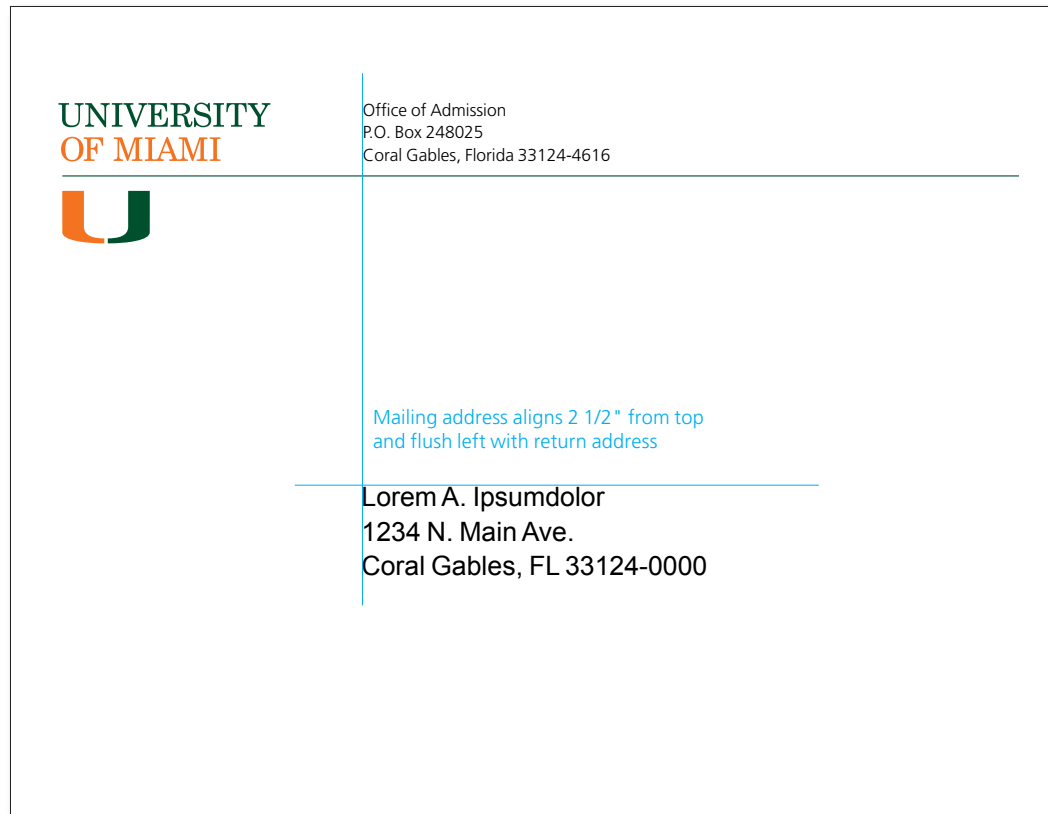 UNIVERSITY
OF MIAMI
Office of Admission
P.O. Box 248025
Coral Gables, Florida 33124-4616
U
Mailing address aligns 2 1/2" from top
and flush left with return address
Lorem A. Ipsumdolor
1234 N. Main Ave.
Coral Gables, FL 33124-0000